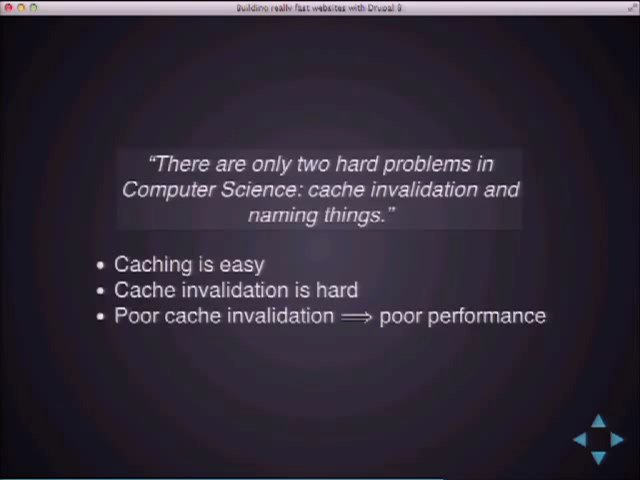 Building really fast websites with Drupal 8
“There are only two hard problems in
Computer Science: cache invalidation and
naming things.”
• Caching is easy
• Cache invalidation is hard
• Poor cache invalidation ⟹ poor performance